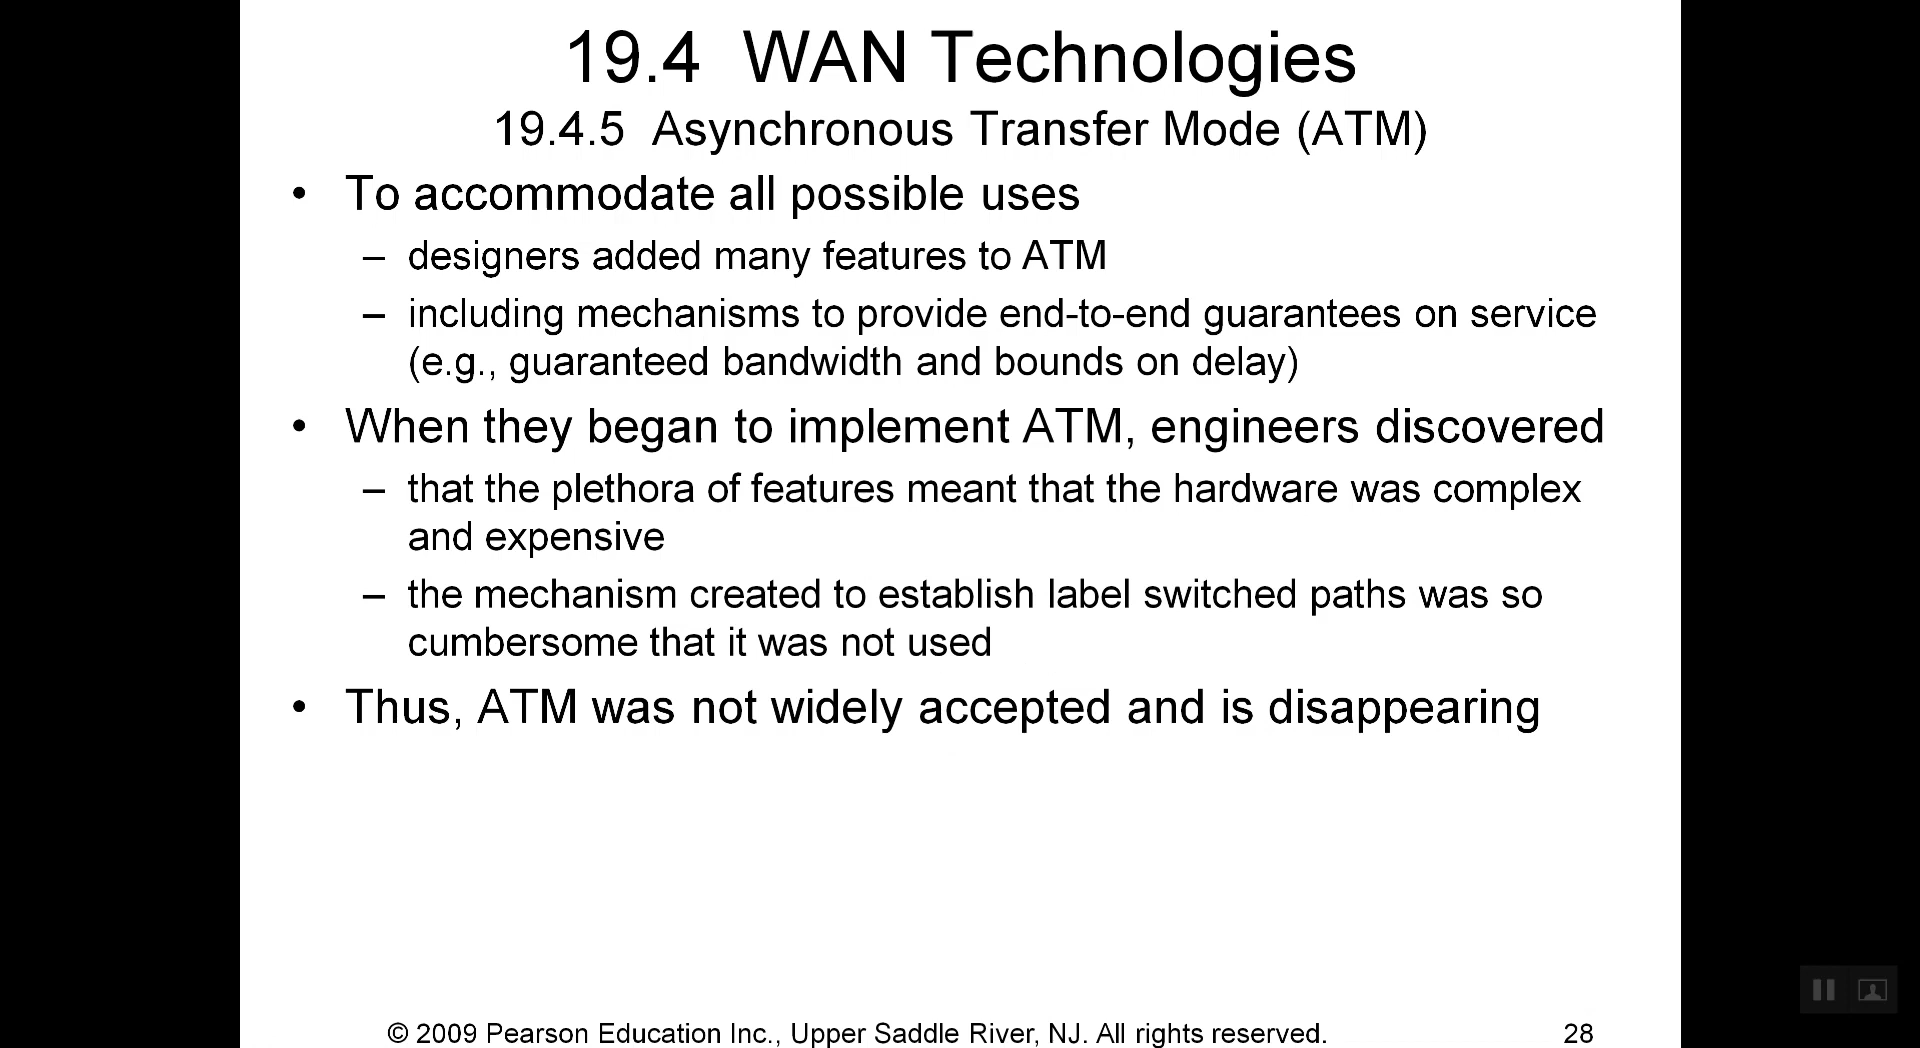 19.4 WAN Technologies
19.4.5 Asynchronous Transfer Mode (ATM)
• To accommodate all possible uses
– designers added many features to ATM
– including mechanisms to provide end-to-end guarantees on service
(e.g., guaranteed bandwidth and bounds on delay)
• When they began to implement ATM, engineers discovered
– that the plethora of features meant that the hardware was complex
and expensive
– the mechanism created to establish label switched paths was so
cumbersome that it was not used
• Thus, ATM was not widely accepted and is disappearing
© 2009 Pearson Education Inc., Upper Saddle River, NJ. All rights reserved. 28